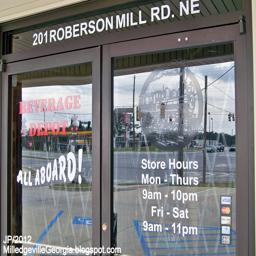 201 ROBERSON MILL RD. NE
BEVERAGE
DEPOT
ALL ABOARD!
Store Hours
Mon - Thurs
9am - 10pm
Fri - Sat
9am - 11pm
JP/2012
MilledgevilleGeorgia.blogspot.com